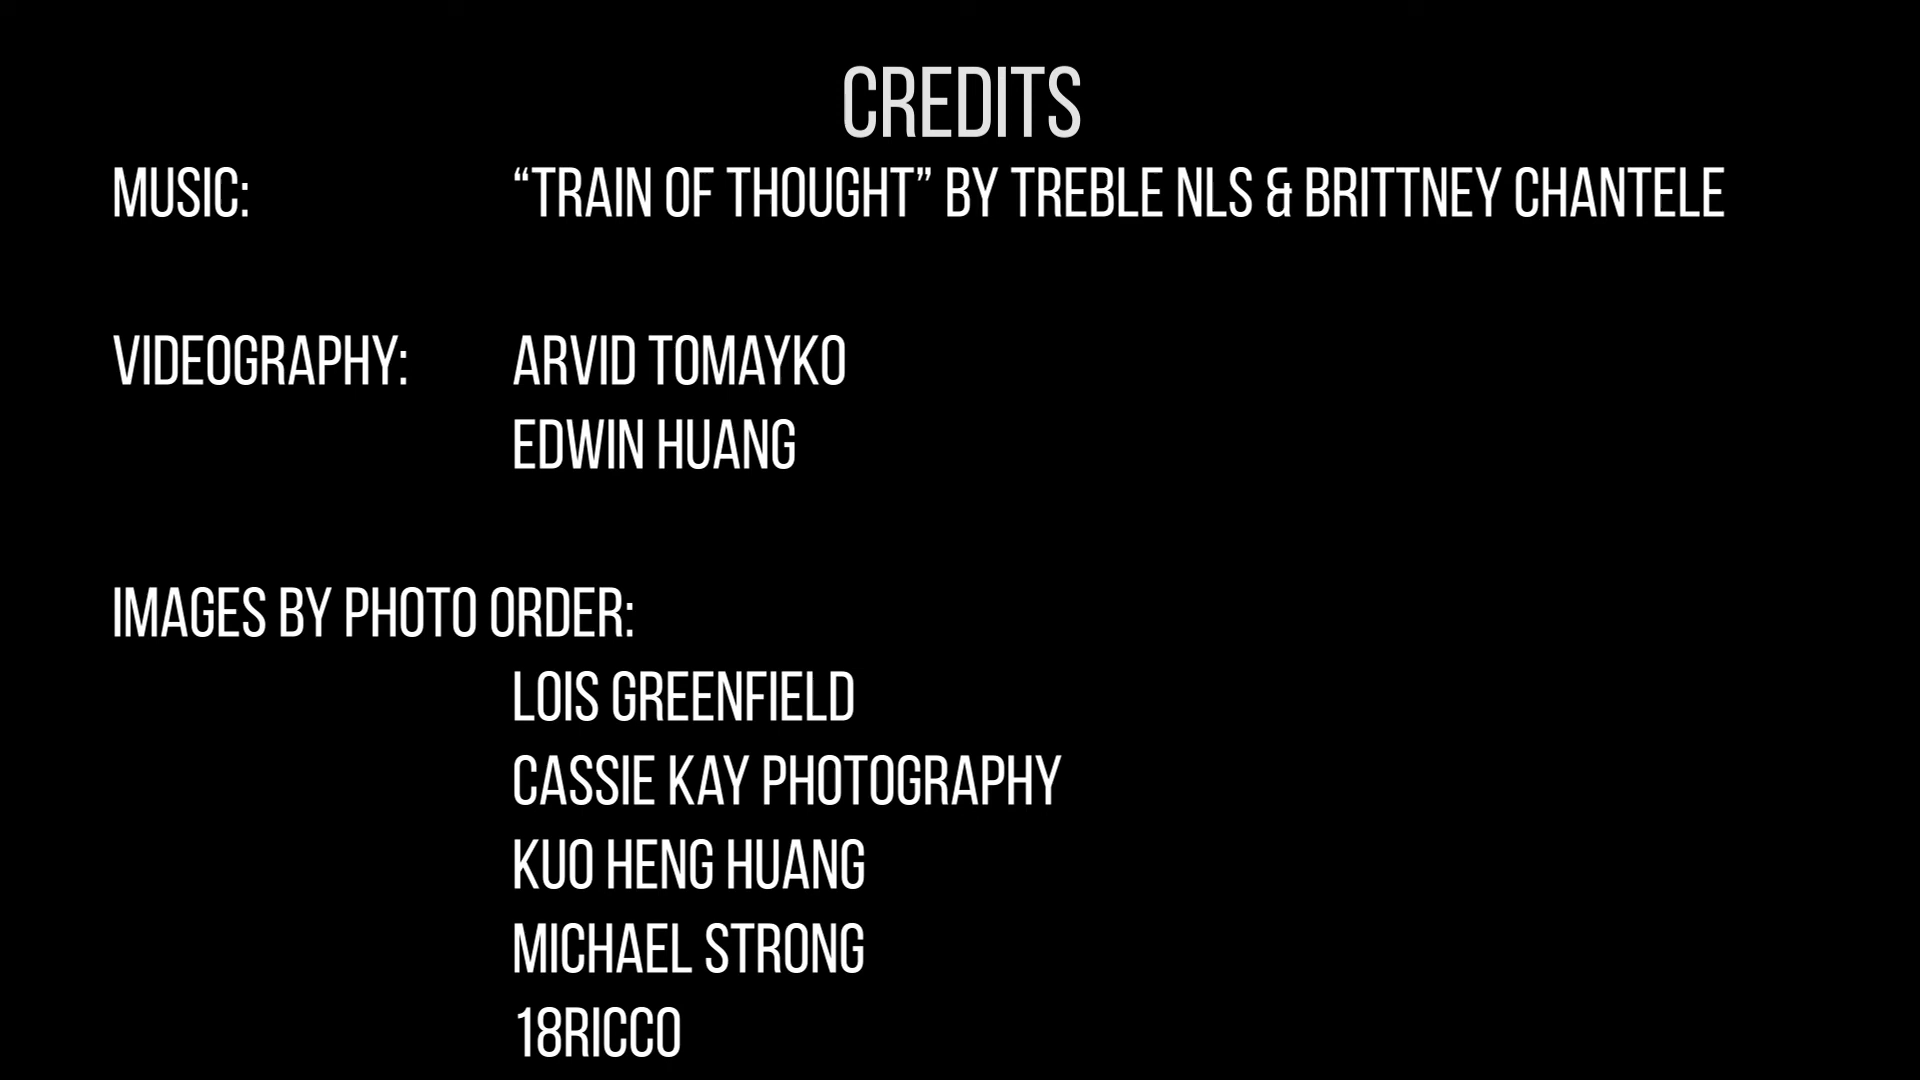 CREDITS
MUSIC: “TRAIN OF THOUGHT” BY TREBLE NLS & BRITTNEY CHANTELE
VIDEOGRAPHY: ARVID TOMAYKO
EDWIN HUANG
IMAGES BY PHOTO ORDER:
LOIS GREENFIELD
CASSIE KAY PHOTOGRAPHY
KUO HENG HUANG
MICHAEL STRONG
18RICCO